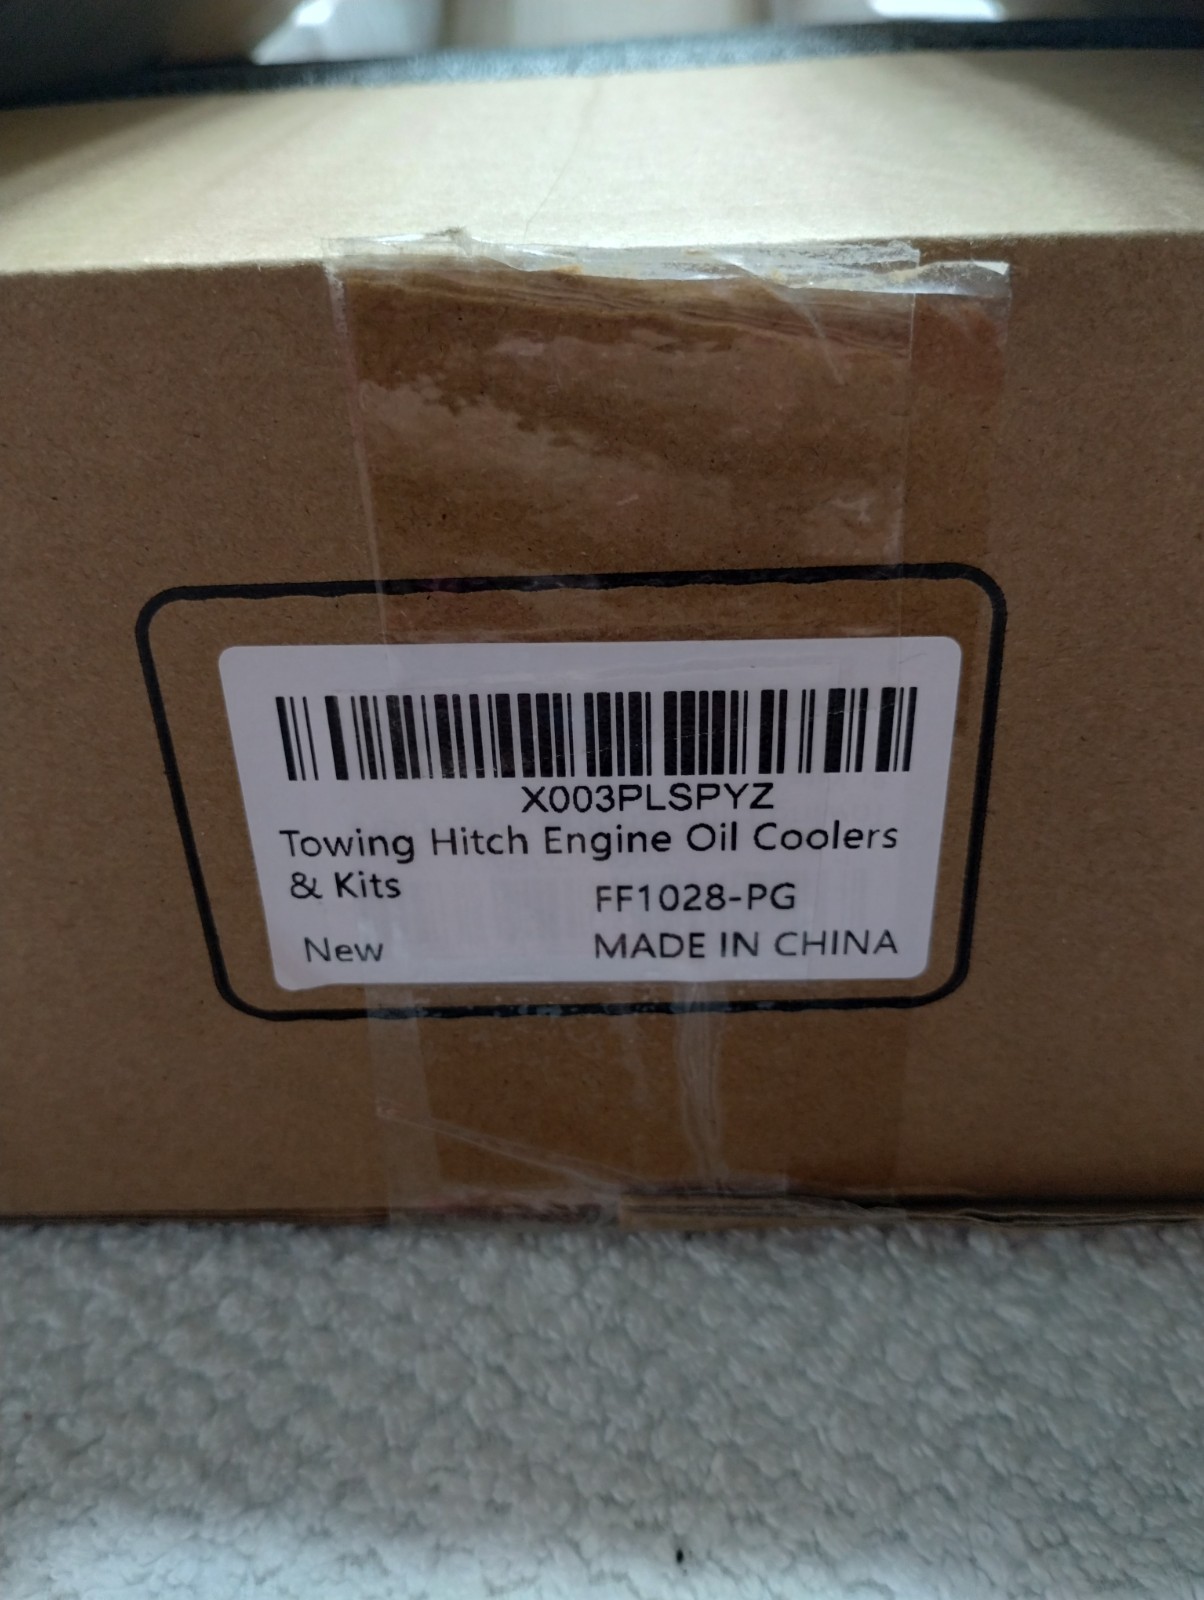 X003PLSPYZ
Towing Hitch Engine Oil Coolers
& Kits
FF1028-PG
New
MADE IN CHINA